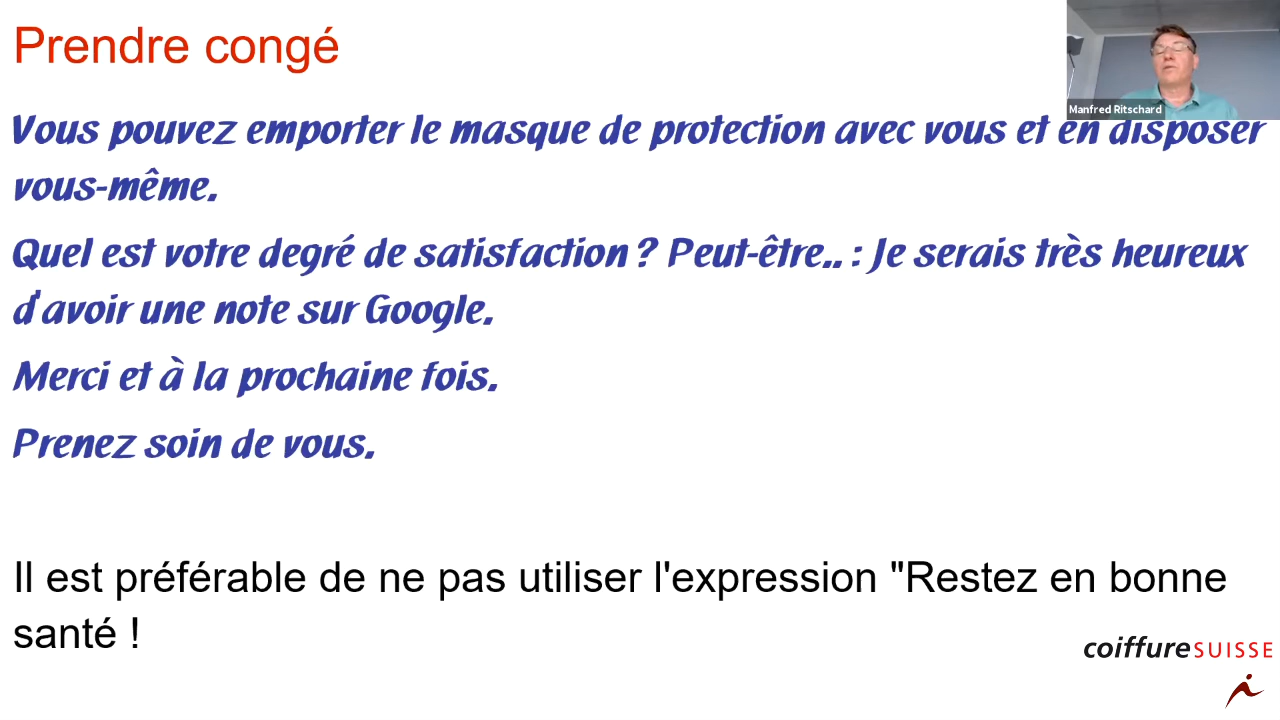 Prendre congé
Manfred Ritschard
Vous pouvez emporter le masque de protection avec vous et en disposer
vous-même.
Quel est votre degré de satisfaction ? Peut-être.. : Je serais très heureux
d'avoir une note sur Google.
Merci et à la prochaine fois.
Prenez soin de vous.
Il est préférable de ne pas utiliser l'expression "Restez en bonne
santé !
coiffureSUISSE